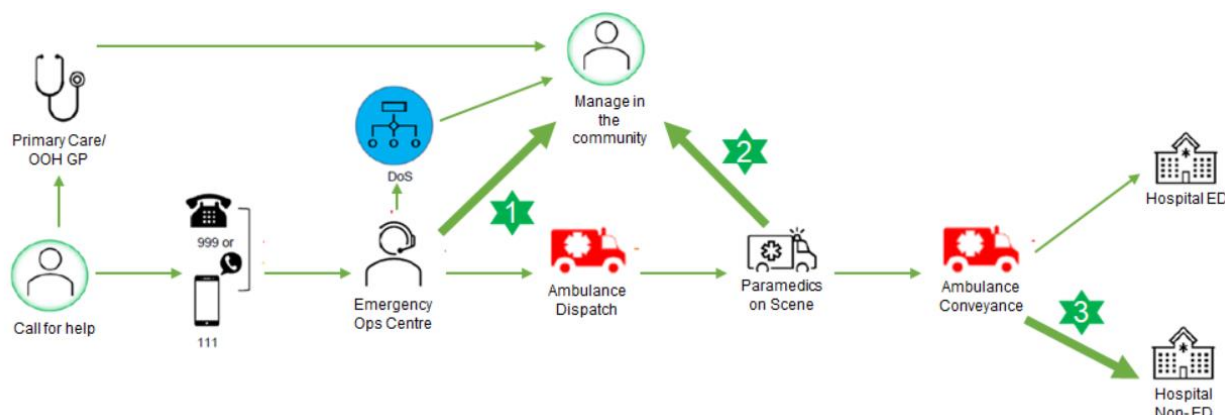 Manage in
the
community
Primary Care/
OOH GP
DoS
2
1
Hospital ED
999 or
Call for help
111
Emergency
Ops Centre
Ambulance
Dispatch
Paramedics
on Scene
Ambulance
Conveyance
3
Hospital
Non-ED